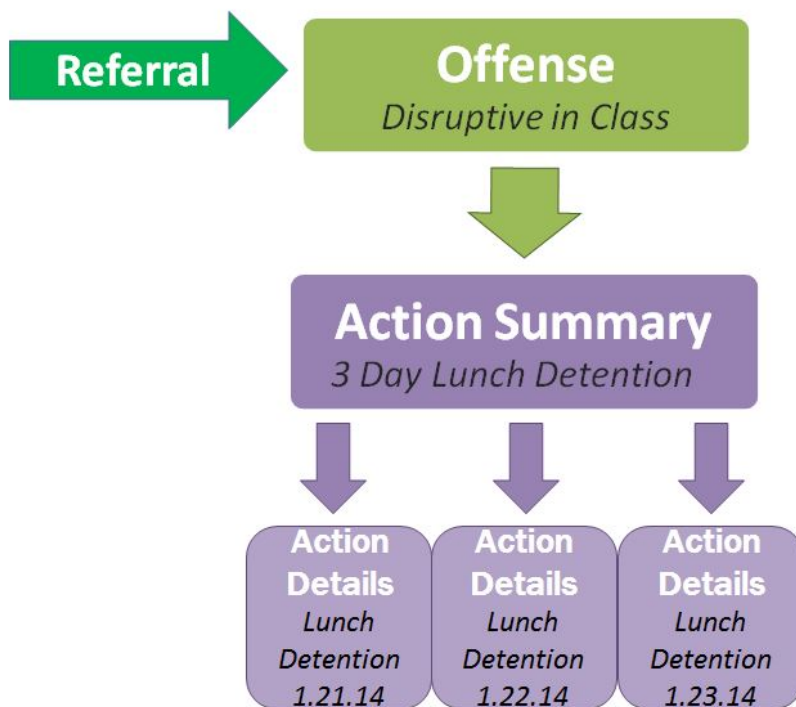 Referral
Offense
Disruptive in Class
Action Summary
3 Day Lunch Detention
Action
Details
Lunch
Detention
1.21.14
Action
Details
Lunch
Detention
1.22.14
Action
Details
Lunch
Detention
1.23.14